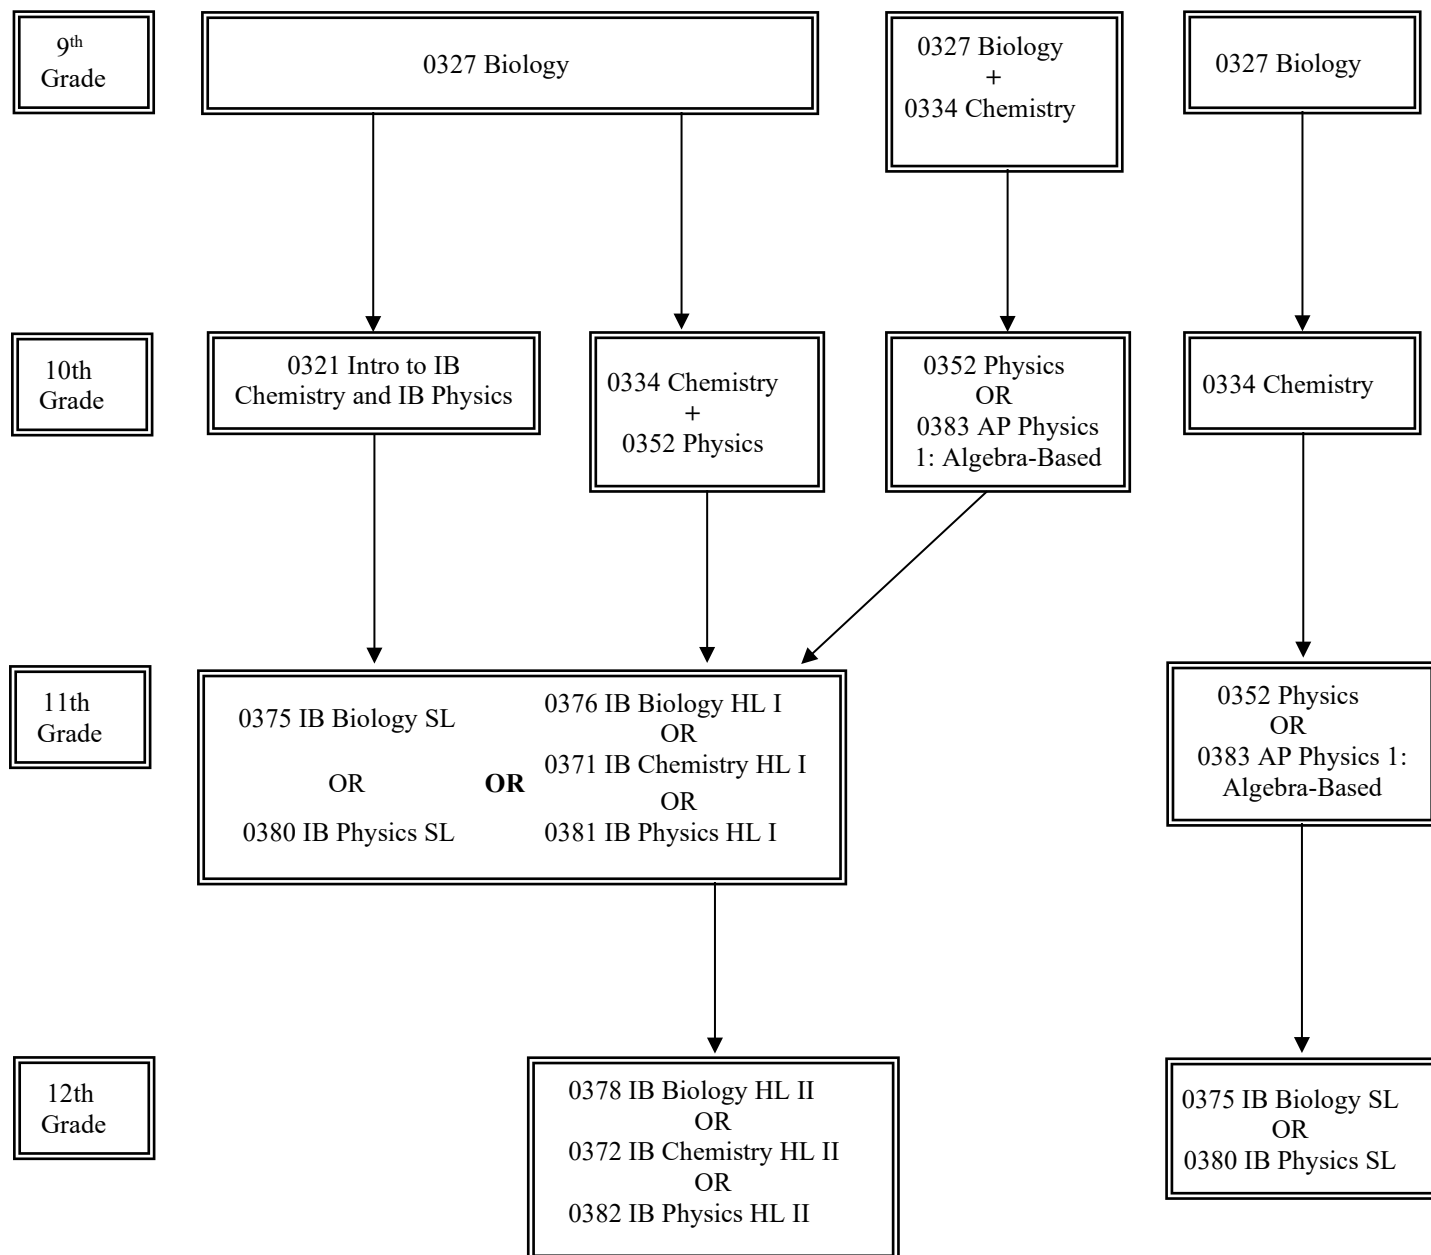 9th
Grade
0327 Biology
0327 Biology
+
0334 Chemistry
0327 Biology
10th
Grade
0321 Intro to IB
Chemistry and IB Physics
0334 Chemistry
+
0352 Physics
0352 Physics
OR
0383 AP Physics
1: Algebra-Based
0334 Chemistry
11th
Grade
0375 IB Biology SL
OR
0380 IB Physics SL
OR
0376 IB Biology HL I
OR
0371 IB Chemistry HL I
OR
0381 IB Physics HL I
0352 Physics
OR
0383 AP Physics 1:
Algebra-Based
12th
Grade
0378 IB Biology HL II
OR
0372 IB Chemistry HL II
OR
0382 IB Physics HL II
0375 IB Biology SL
OR
0380 IB Physics SL